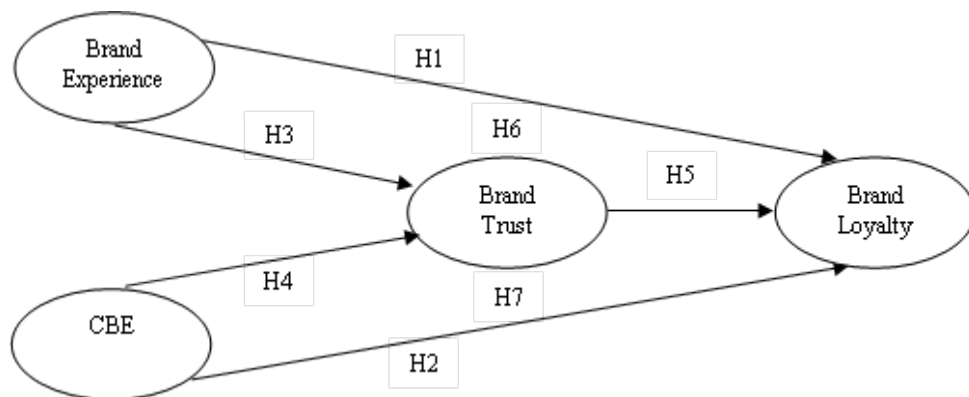 Brand
Experience
H1
H3
H6
Brand
Trust
H5
Brand
Loyalty
H4
CBE
H7
H2